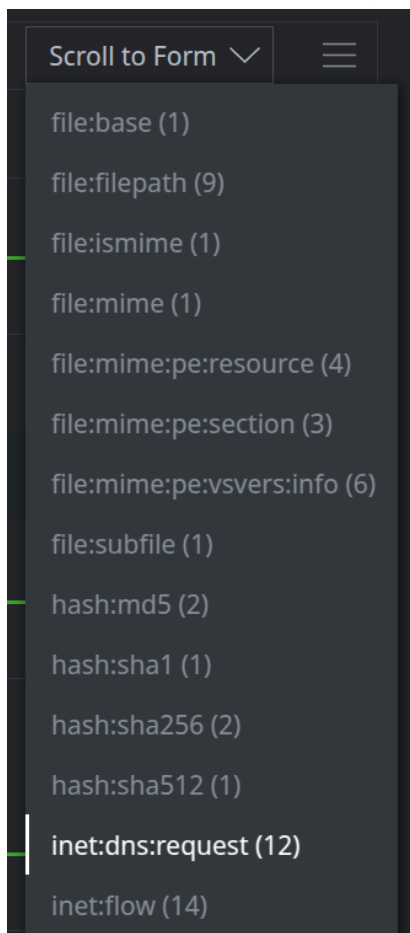 Scroll to Form
file:base (1)
file:filepath (9)
file:ismime (1)
file:mime (1)
file:mime:pe:resource (4)
file:mime:pe:section (3)
file:mime:pe:vsvers:info (6)
file:subfile (1)
hash:md5 (2)
hash:sha1 (1)
hash:sha256 (2)
hash:sha512 (1)
inet:dns:request (12)
inet:flow (14)